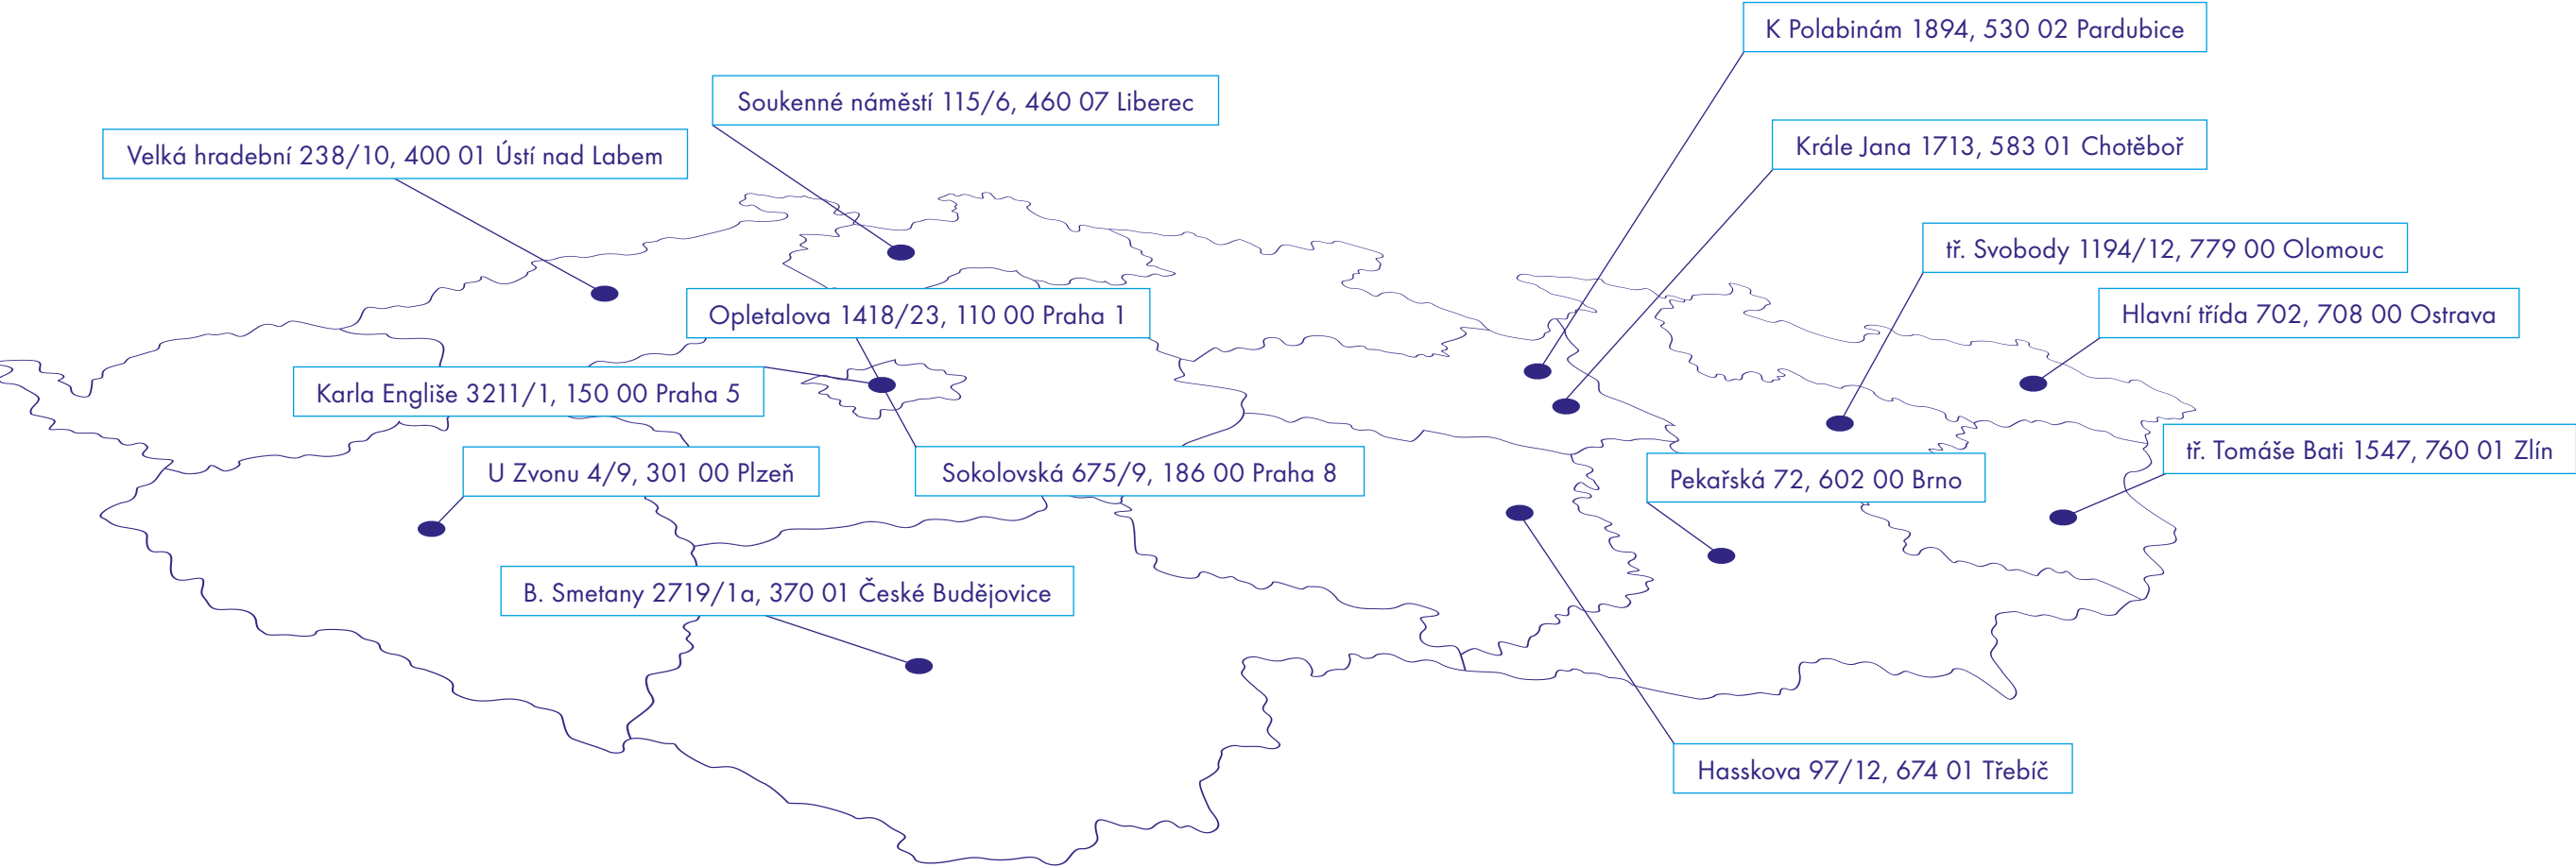 K Polabinám 1894, 530 02 Pardubice
Soukenné náměstí 115/6, 460 07 Liberec
Krále Jana 1713, 583 01 Chotěboř
Velká hradební 238/10, 400 01 Ústí nad Labem
tř. Svobody 1194/12, 779 00 Olomouc
Opletalova 1418/23, 110 00 Praha 1
Hlavní třída 702, 708 00 Ostrava
Karla Engliše 3211/1, 150 00 Praha 5
tř. Tomáše Bati 1547, 760 01 Zlín
U Zvonu 4/9, 301 00 Plzeň
Sokolovská 675/9, 186 00 Praha 8
Pekařská 72, 602 00 Brno
B. Smetany 2719/1a, 370 01 České Budějovice
Hasskova 97/12, 674 01 Třebíč